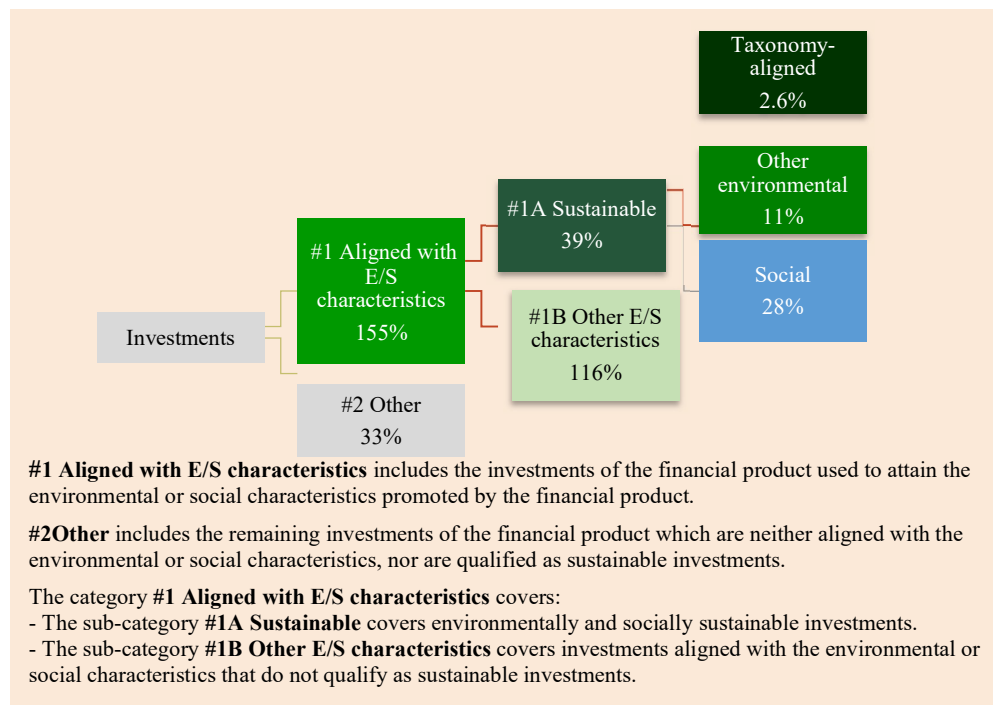 Taxonomy-
aligned
2.6%
Other
environmental
11%
#1A Sustainable
39%
#1 Aligned with
E/S
characteristics
155%
Social
28%
#1B Other E/S
characteristics
116%
Investments
#2 Other
33%
#1 Aligned with E/S characteristics includes the investments of the financial product used to attain the
environmental or social characteristics promoted by the financial product.
#2Other includes the remaining investments of the financial product which are neither aligned with the
environmental or social characteristics, nor are qualified as sustainable investments.
The category #1 Aligned with E/S characteristics covers:
- The sub-category #1A Sustainable covers environmentally and socially sustainable investments.
- The sub-category #1B Other E/S characteristics covers investments aligned with the environmental or
social characteristics that do not qualify as sustainable investments.